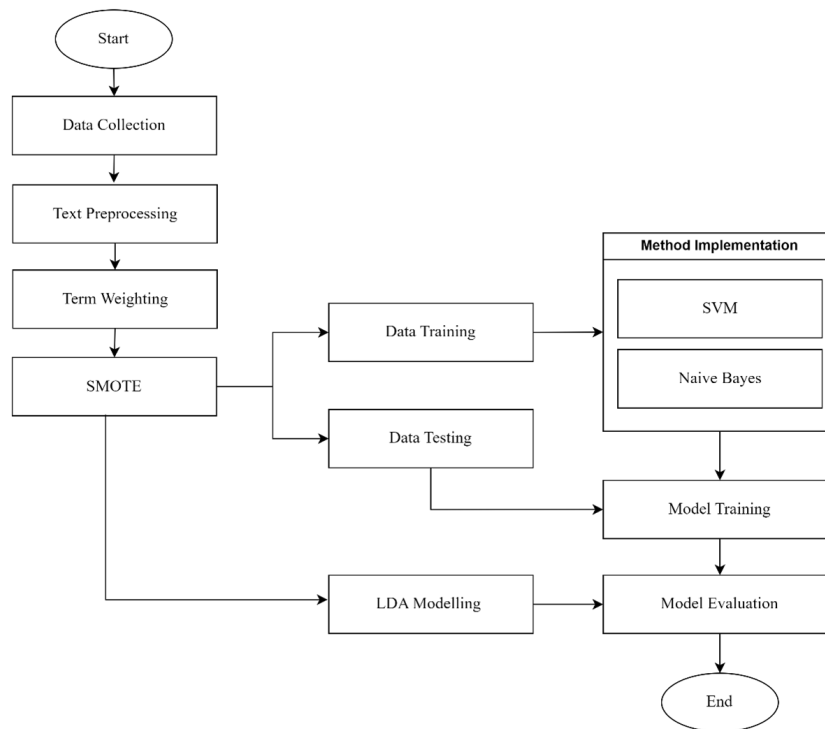 Start
Data Collection
Text Preprocessing
Term Weighting
SMOTE
Data Training
Data Testing
LDA Modelling
Method Implementation
SVM
Naive Bayes
Model Training
Model Evaluation
End